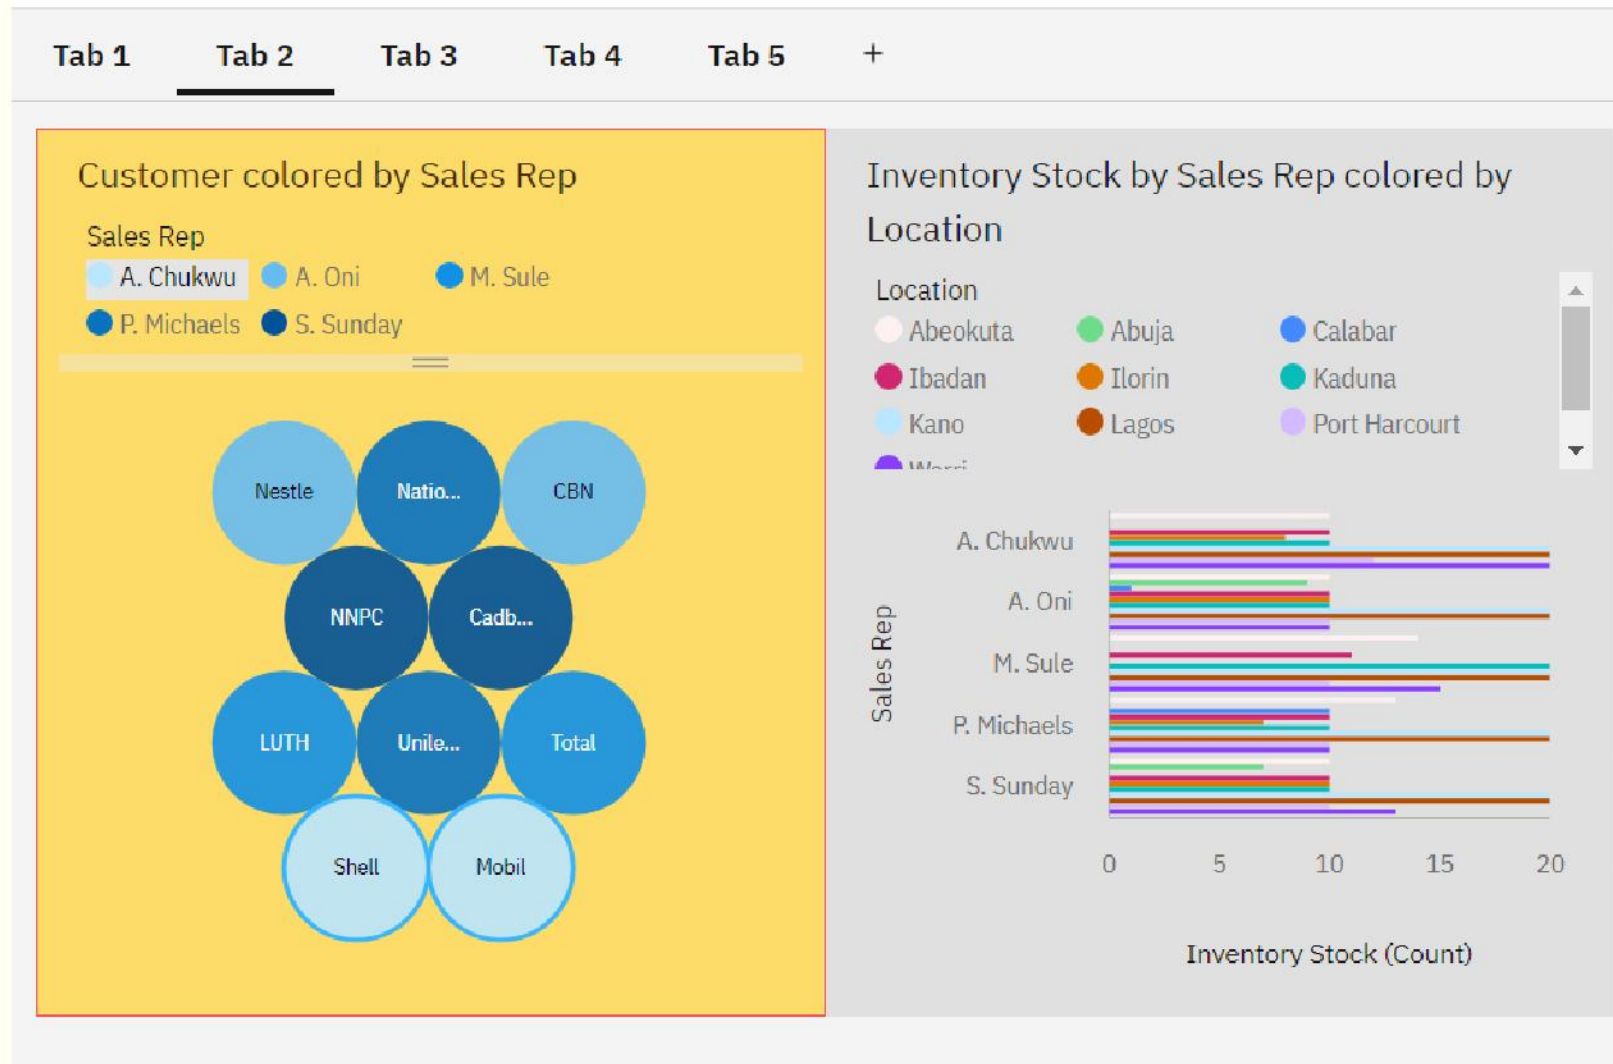 Tab 1 Tab 2 Tab 3 Tab 4 Tab 5 +
Customer colored by Sales Rep
Sales Rep
A. Chukwu A. Oni M. Sule
P. Michaels S. Sunday
Nestle Natio... CBN
NNPC Cadb...
LUTH Unile... Total
Shell Mobil
Inventory Stock by Sales Rep colored by
Location
Location
Abeokuta Abuja Calabar
Ibadan Ilorin Kaduna
Kano Lagos Port Harcourt
Sales Rep
A. Chukwu
A. Oni
M. Sule
P. Michaels
S. Sunday
0 5 10 15 20
Inventory Stock (Count)